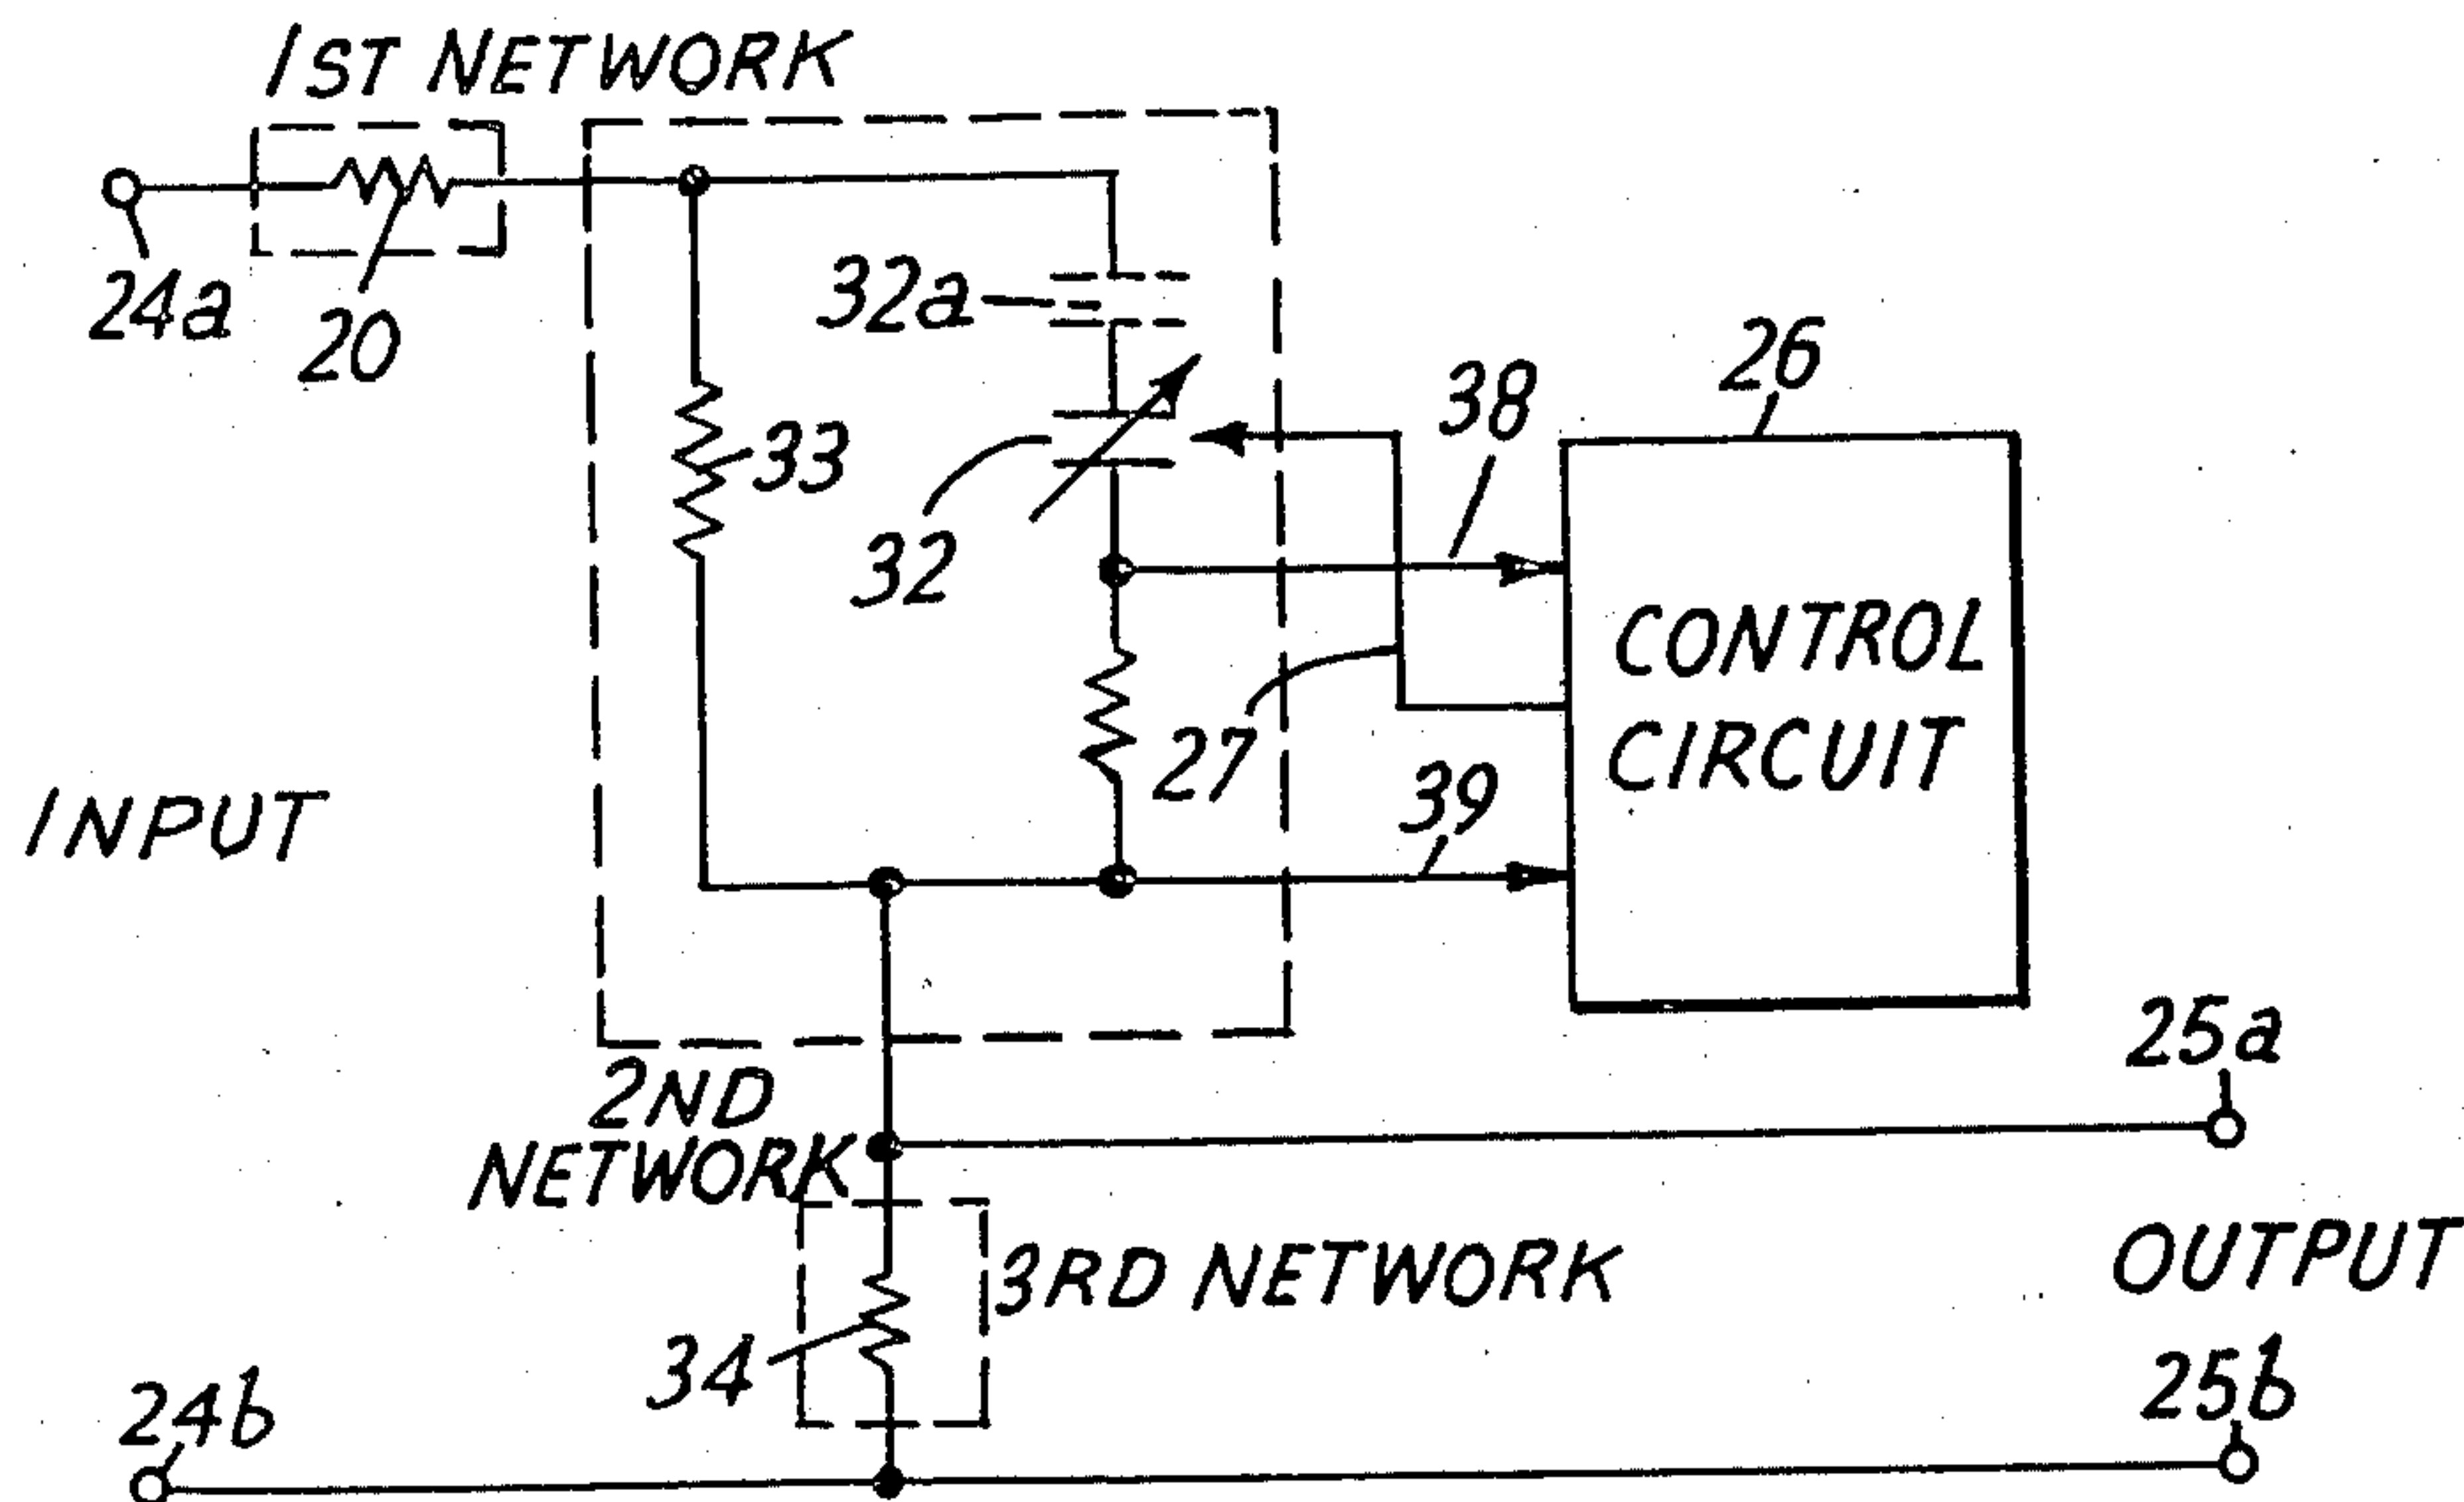 1ST NETWORK
24a
20
32a
33
32
38
26
27
39
CONTROL
CIRCUIT
INPUT
2ND
NETWORK
25a
3RD NETWORK
OUTPUT
34
24b
25b